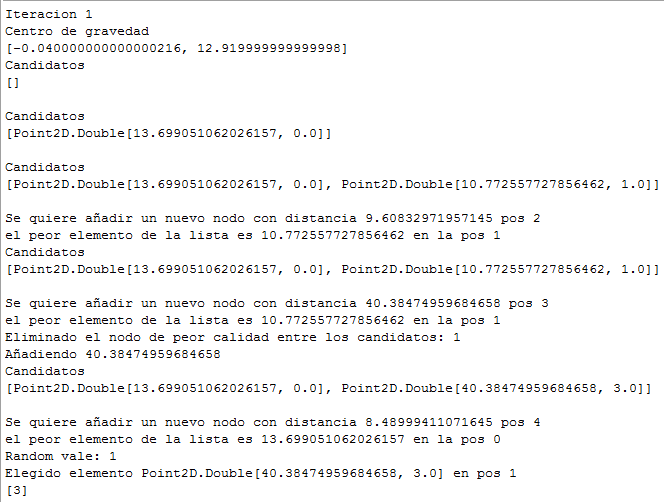 Iteracion 1
Centro de gravedad
[-0.040000000000000216, 12.919999999999998]
Candidatos
[]
Candidatos
[Point2D.Double[13.699051062026157, 0.0]]
Candidatos
[Point2D.Double[13.699051062026157, 0.0], Point2D.Double[10.772557727856462, 1.0]]
Se quiere añadir un nuevo nodo con distancia 9.60832971957145 pos 2
el peor elemento de la lista es 10.772557727856462 en la pos 1
Candidatos
[Point2D.Double[13.699051062026157, 0.0], Point2D.Double[10.772557727856462, 1.0]]
Se quiere añadir un nuevo nodo con distancia 40.38474959684658 pos 3
el peor elemento de la lista es 10.772557727856462 en la pos 1
Eliminado el nodo de peor calidad entre los candidatos: 1
Añadiendo 40.38474959684658
Candidatos
[Point2D.Double[13.699051062026157, 0.0], Point2D.Double[40.38474959684658, 3.0]]
Se quiere añadir un nuevo nodo con distancia 8.48999411071645 pos 4
el peor elemento de la lista es 13.699051062026157 en la pos 0
Random vale: 1
Elegido elemento Point2D.Double[40.38474959684658, 3.0] en pos 1
[3]